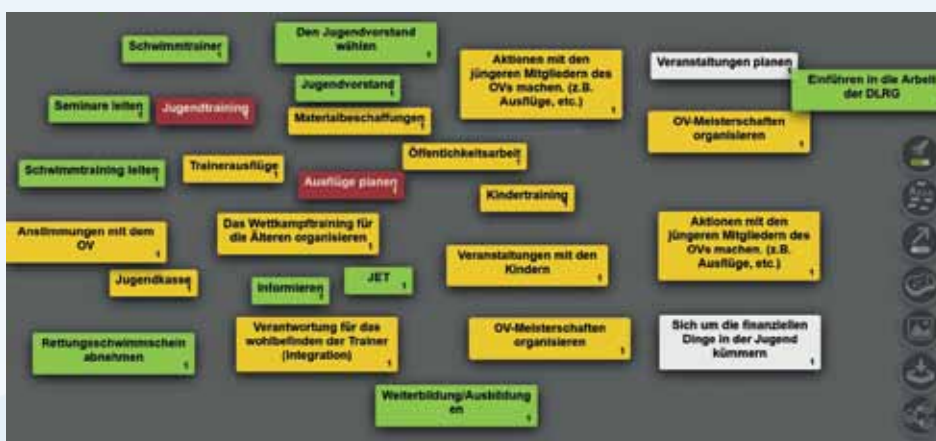 Schwimmtrainer
Den Jugendvorstand
wählen
Aktionen mit den
jüngeren Mitgliedern des
OVs machen. (z.B.
Ausflüge, etc.)
Veranstaltungen planen
Einführen in die Arbeit
der DLRG
Seminare leiten
Jugendtraining
Jugendvorstand
Materialbeschaffungen
OV-Meisterschaften
organisieren
Schwimmtraining leiten
Trainerausflüge
Ausflüge planen
Öffentichkeitsarbeit
Kindertraining
Anstimmungen mit dem
OV
Das Wettkampftraining für
die Älteren organisieren
Veranstaltungen mit den
Kindern
Aktionen mit den
jüngeren Mitgliedern des
OVs machen. (z.B.
Ausflüge, etc.)
Jugendkasse
Informieren
JET
Rettungsschwimmschein
abnehmen
Verantwortung für das
wohlbefinden der Trainer
(Integration)
OV-Meisterschaften
organisieren
Sich um die finanziellen
Dinge in der Jugend
kümmern
Weiterbildung/Ausbildung
en